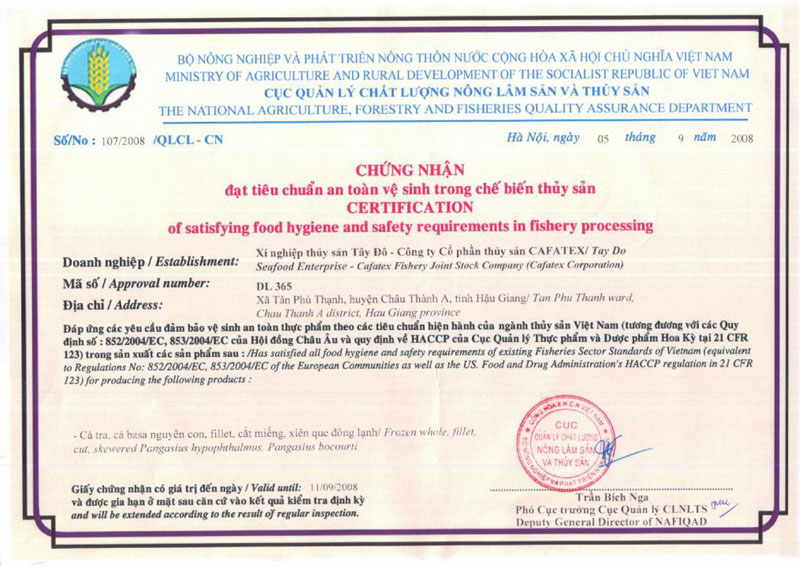 BỘ NÔNG NGHIỆP VÀ PHÁT TRIỂN NÔNG THÔN NƯỚC CỘNG HÒA XÃ HỘI CHỦ NGHĨA VIỆT NAM
MINISTRY OF AGRICULTURE AND RURAL DEVELOPMENT OF THE SOCIALIST REPUBLIC OF VIET NAM
CỤC QUẢN LÝ CHẤT LƯỢNG NÔNG LÂM SẢN VÀ THỦY SẢN
THE NATIONAL AGRICULTURE, FORESTRY AND FISHERIES QUALITY ASSURANCE DEPARTMENT
Số/No : 107/2008 /QLCL - CN Hà Nội, ngày 05 tháng 9 năm 2008
CHỨNG NHẬN
đạt tiêu chuẩn an toàn vệ sinh trong chế biến thủy sản
CERTIFICATION
of satisfying food hygiene and safety requirements in fishery processing
Doanh nghiệp / Establishment: Xí nghiệp thủy sản Tây Đô - Công ty Cổ phần thủy sản CAFATEX/ Tay Do
Seafood Enterprise - Cafatex Fishery Joint Stock Company (Cafatex Corporation)
Mã số / Approval number: DL 365
Địa chỉ / Address: Xã Tân Phú Thạnh, huyện Châu Thành A, tỉnh Hậu Giang/ Tan Phu Thanh ward,
Chau Thanh A district, Hau Giang province
Đáp ứng các yêu cầu đảm bảo vệ sinh an toàn thực phẩm theo các tiêu chuẩn hiện hành của ngành thủy sản Việt Nam (tương đương với các Quy
định số : 852/2004/EC, 853/2004/EC của Hội đồng Châu Âu và quy định về HACCP của Cục Quản lý Thực phẩm và Dược phẩm Hoa Kỳ tại 21 CFR
123) trong sản xuất các sản phẩm sau : /Has satisfied all food hygiene and safety requirements of existing Fisheries Sector Standards of Vietnam (equivalent
to Regulations No: 852/2004/EC, 853/2004/EC of the European Communities as well as the US. Food and Drug Administration's HACCP regulation in 21 CFR
123) for producing the following products :
- Cá tra, cá basa nguyên con, fillet, cắt miếng, xiên que đông lạnh/ Frozen whole, fillet,
cut, skewered Pangasius hypophthalmus, Pangasius bocourti
CỤC
QUẢN LÝ CHẤT LƯỢNG
NÔNG LÂM SẢN
VÀ THỦY SẢN
Giấy chứng nhận có giá trị đến ngày / Valid until: 11/09/2008
và được gia hạn ở mặt sau căn cứ vào kết quả kiểm tra định kỳ
and will be extended according to the result of regular inspection.
Trần Bích Nga
Phó Cục trưởng Cục Quản lý CLNLTS
Deputy General Director of NAFIQAD